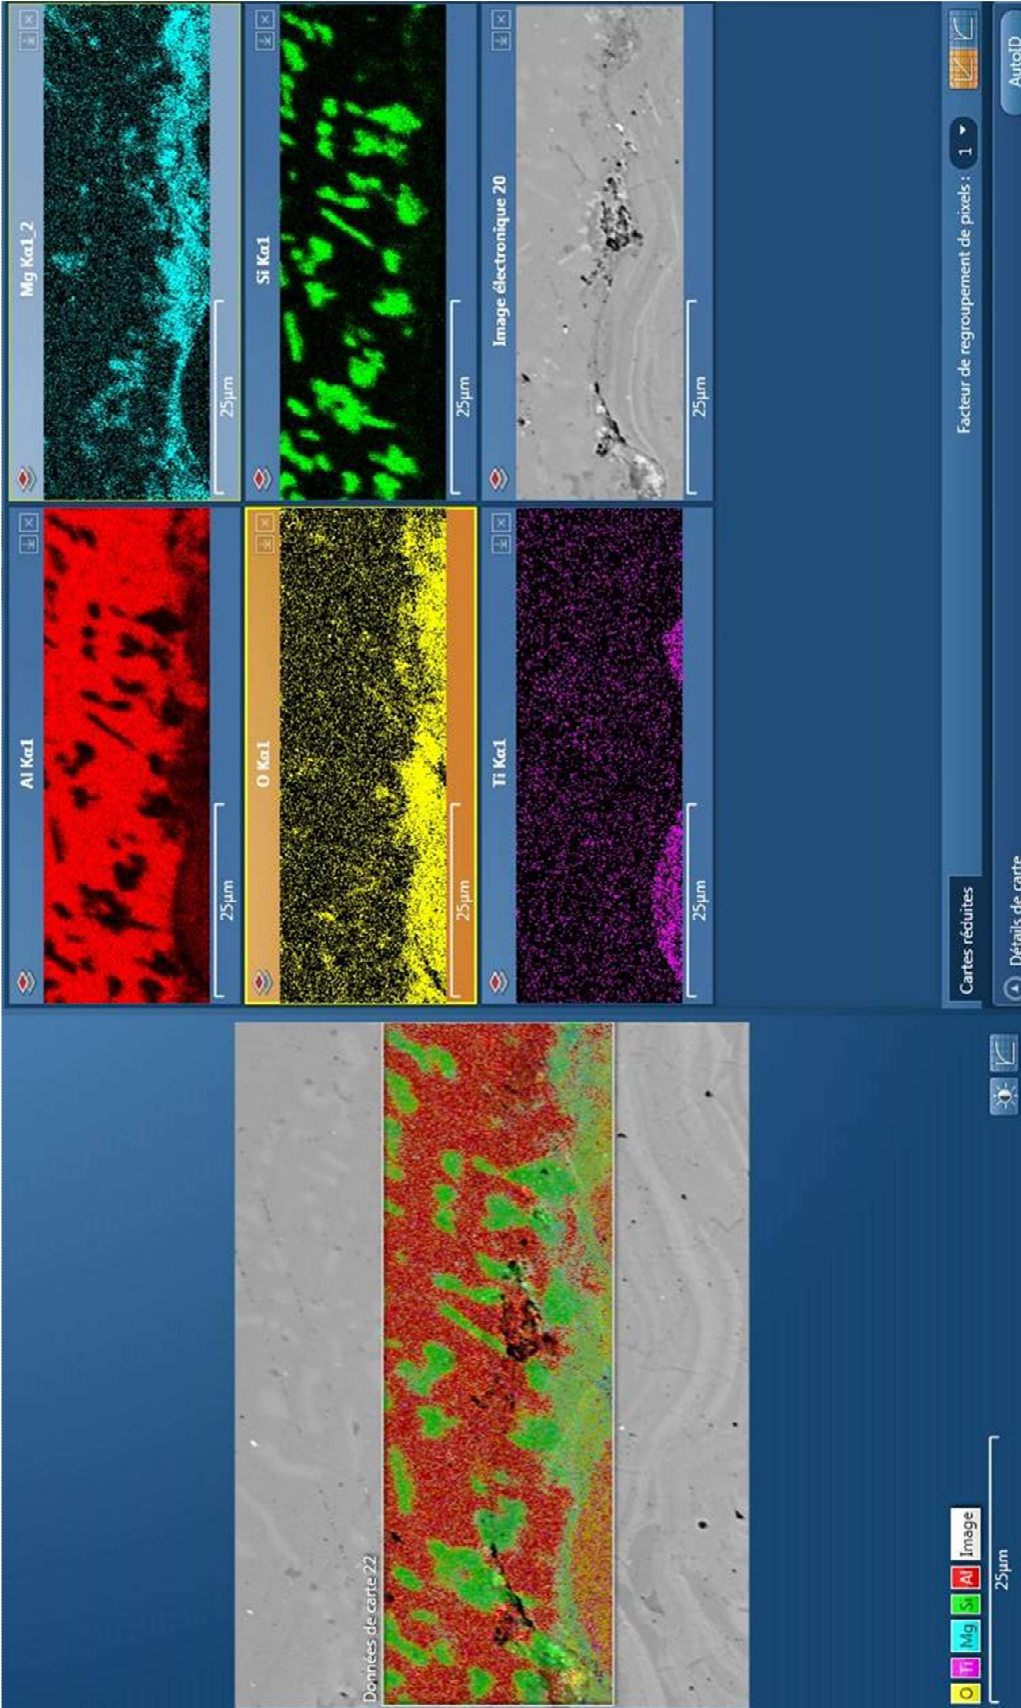 Données de carte 22
25µm
O Ti Mg Si Al Image
Al Kα1
25µm
Mg Kα1_2
25µm
O Kα1
25µm
Si Kα1
25µm
Ti Kα1
25µm
Image électronique 20
25µm
Cartes réduites
Facteur de regroupement de pixels : 1
Détails de carte
AutoID